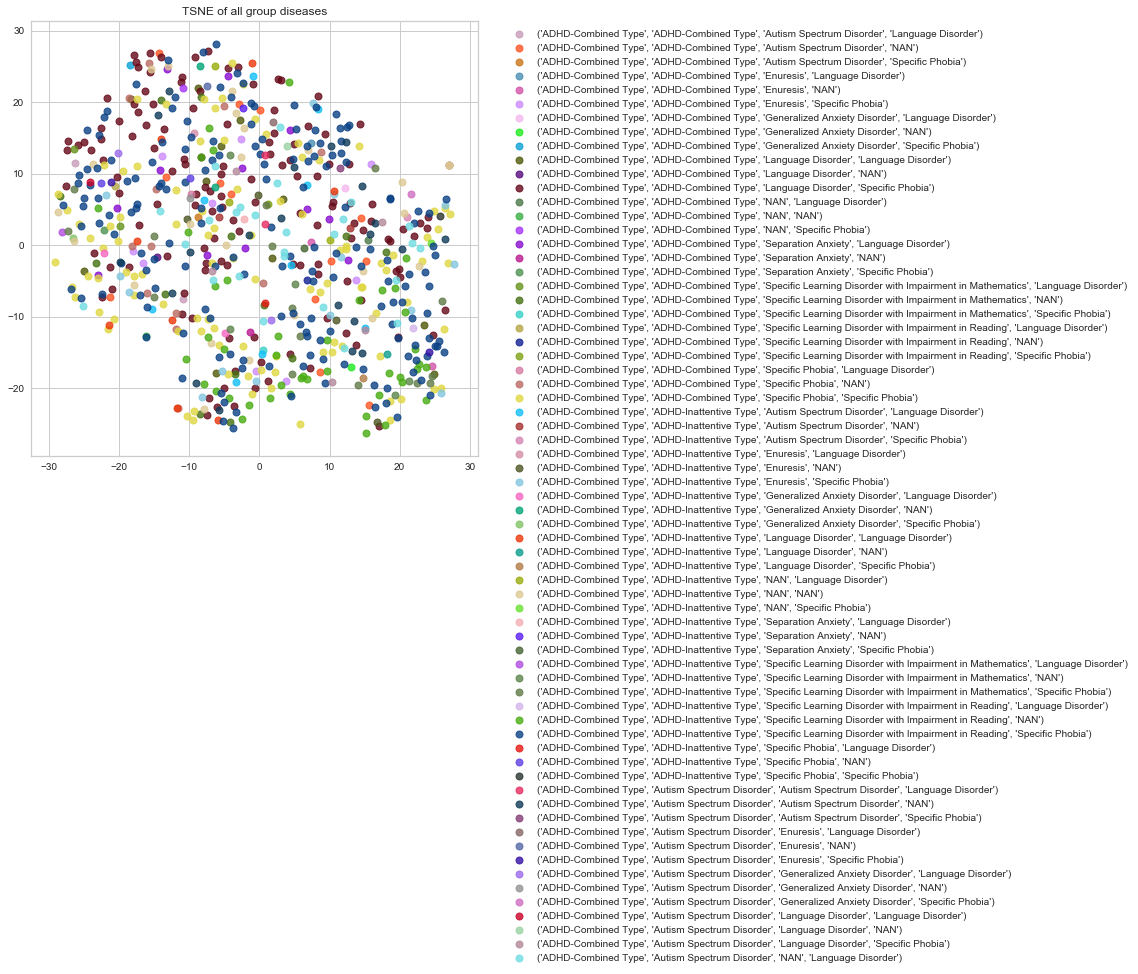 TSNE of all group diseases
30
20
10
0
−10
−20
−30
−20
−10
0
10
20
30
('ADHD-Combined Type', 'ADHD-Combined Type', 'Autism Spectrum Disorder', 'Language Disorder')
('ADHD-Combined Type', 'ADHD-Combined Type', 'Autism Spectrum Disorder', 'NAN')
('ADHD-Combined Type', 'ADHD-Combined Type', 'Autism Spectrum Disorder', 'Specific Phobia')
('ADHD-Combined Type', 'ADHD-Combined Type', 'Enuresis', 'Language Disorder')
('ADHD-Combined Type', 'ADHD-Combined Type', 'Enuresis', 'NAN')
('ADHD-Combined Type', 'ADHD-Combined Type', 'Enuresis', 'Specific Phobia')
('ADHD-Combined Type', 'ADHD-Combined Type', 'Generalized Anxiety Disorder', 'Language Disorder')
('ADHD-Combined Type', 'ADHD-Combined Type', 'Generalized Anxiety Disorder', 'NAN')
('ADHD-Combined Type', 'ADHD-Combined Type', 'Generalized Anxiety Disorder', 'Specific Phobia')
('ADHD-Combined Type', 'ADHD-Combined Type', 'Language Disorder', 'Language Disorder')
('ADHD-Combined Type', 'ADHD-Combined Type', 'Language Disorder', 'NAN')
('ADHD-Combined Type', 'ADHD-Combined Type', 'Language Disorder', 'Specific Phobia')
('ADHD-Combined Type', 'ADHD-Combined Type', 'NAN', 'Language Disorder')
('ADHD-Combined Type', 'ADHD-Combined Type', 'NAN', 'NAN')
('ADHD-Combined Type', 'ADHD-Combined Type', 'NAN', 'Specific Phobia')
('ADHD-Combined Type', 'ADHD-Combined Type', 'Separation Anxiety', 'Language Disorder')
('ADHD-Combined Type', 'ADHD-Combined Type', 'Separation Anxiety', 'NAN')
('ADHD-Combined Type', 'ADHD-Combined Type', 'Separation Anxiety', 'Specific Phobia')
('ADHD-Combined Type', 'ADHD-Combined Type', 'Specific Learning Disorder with Impairment in Mathematics', 'Language Disorder')
('ADHD-Combined Type', 'ADHD-Combined Type', 'Specific Learning Disorder with Impairment in Mathematics', 'NAN')
('ADHD-Combined Type', 'ADHD-Combined Type', 'Specific Learning Disorder with Impairment in Mathematics', 'Specific Phobia')
('ADHD-Combined Type', 'ADHD-Combined Type', 'Specific Learning Disorder with Impairment in Reading', 'Language Disorder')
('ADHD-Combined Type', 'ADHD-Combined Type', 'Specific Learning Disorder with Impairment in Reading', 'NAN')
('ADHD-Combined Type', 'ADHD-Combined Type', 'Specific Learning Disorder with Impairment in Reading', 'Specific Phobia')
('ADHD-Combined Type', 'ADHD-Combined Type', 'Specific Phobia', 'Language Disorder')
('ADHD-Combined Type', 'ADHD-Combined Type', 'Specific Phobia', 'NAN')
('ADHD-Combined Type', 'ADHD-Combined Type', 'Specific Phobia', 'Specific Phobia')
('ADHD-Combined Type', 'ADHD-Inattentive Type', 'Autism Spectrum Disorder', 'Language Disorder')
('ADHD-Combined Type', 'ADHD-Inattentive Type', 'Autism Spectrum Disorder', 'NAN')
('ADHD-Combined Type', 'ADHD-Inattentive Type', 'Autism Spectrum Disorder', 'Specific Phobia')
('ADHD-Combined Type', 'ADHD-Inattentive Type', 'Enuresis', 'Language Disorder')
('ADHD-Combined Type', 'ADHD-Inattentive Type', 'Enuresis', 'NAN')
('ADHD-Combined Type', 'ADHD-Inattentive Type', 'Enuresis', 'Specific Phobia')
('ADHD-Combined Type', 'ADHD-Inattentive Type', 'Generalized Anxiety Disorder', 'Language Disorder')
('ADHD-Combined Type', 'ADHD-Inattentive Type', 'Generalized Anxiety Disorder', 'NAN')
('ADHD-Combined Type', 'ADHD-Inattentive Type', 'Generalized Anxiety Disorder', 'Specific Phobia')
('ADHD-Combined Type', 'ADHD-Inattentive Type', 'Language Disorder', 'Language Disorder')
('ADHD-Combined Type', 'ADHD-Inattentive Type', 'Language Disorder', 'NAN')
('ADHD-Combined Type', 'ADHD-Inattentive Type', 'Language Disorder', 'Specific Phobia')
('ADHD-Combined Type', 'ADHD-Inattentive Type', 'NAN', 'Language Disorder')
('ADHD-Combined Type', 'ADHD-Inattentive Type', 'NAN', 'NAN')
('ADHD-Combined Type', 'ADHD-Inattentive Type', 'NAN', 'Specific Phobia')
('ADHD-Combined Type', 'ADHD-Inattentive Type', 'Separation Anxiety', 'Language Disorder')
('ADHD-Combined Type', 'ADHD-Inattentive Type', 'Separation Anxiety', 'NAN')
('ADHD-Combined Type', 'ADHD-Inattentive Type', 'Separation Anxiety', 'Specific Phobia')
('ADHD-Combined Type', 'ADHD-Inattentive Type', 'Specific Learning Disorder with Impairment in Mathematics', 'Language Disorder')
('ADHD-Combined Type', 'ADHD-Inattentive Type', 'Specific Learning Disorder with Impairment in Mathematics', 'NAN')
('ADHD-Combined Type', 'ADHD-Inattentive Type', 'Specific Learning Disorder with Impairment in Mathematics', 'Specific Phobia')
('ADHD-Combined Type', 'ADHD-Inattentive Type', 'Specific Learning Disorder with Impairment in Reading', 'Language Disorder')
('ADHD-Combined Type', 'ADHD-Inattentive Type', 'Specific Learning Disorder with Impairment in Reading', 'NAN')
('ADHD-Combined Type', 'ADHD-Inattentive Type', 'Specific Learning Disorder with Impairment in Reading', 'Specific Phobia')
('ADHD-Combined Type', 'ADHD-Inattentive Type', 'Specific Phobia', 'Language Disorder')
('ADHD-Combined Type', 'ADHD-Inattentive Type', 'Specific Phobia', 'NAN')
('ADHD-Combined Type', 'ADHD-Inattentive Type', 'Specific Phobia', 'Specific Phobia')
('ADHD-Combined Type', 'Autism Spectrum Disorder', 'Autism Spectrum Disorder', 'Language Disorder')
('ADHD-Combined Type', 'Autism Spectrum Disorder', 'Autism Spectrum Disorder', 'NAN')
('ADHD-Combined Type', 'Autism Spectrum Disorder', 'Autism Spectrum Disorder', 'Specific Phobia')
('ADHD-Combined Type', 'Autism Spectrum Disorder', 'Enuresis', 'Language Disorder')
('ADHD-Combined Type', 'Autism Spectrum Disorder', 'Enuresis', 'NAN')
('ADHD-Combined Type', 'Autism Spectrum Disorder', 'Enuresis', 'Specific Phobia')
('ADHD-Combined Type', 'Autism Spectrum Disorder', 'Generalized Anxiety Disorder', 'Language Disorder')
('ADHD-Combined Type', 'Autism Spectrum Disorder', 'Generalized Anxiety Disorder', 'NAN')
('ADHD-Combined Type', 'Autism Spectrum Disorder', 'Generalized Anxiety Disorder', 'Specific Phobia')
('ADHD-Combined Type', 'Autism Spectrum Disorder', 'Language Disorder', 'Language Disorder')
('ADHD-Combined Type', 'Autism Spectrum Disorder', 'Language Disorder', 'NAN')
('ADHD-Combined Type', 'Autism Spectrum Disorder', 'Language Disorder', 'Specific Phobia')
('ADHD-Combined Type', 'Autism Spectrum Disorder', 'NAN', 'Language Disorder')